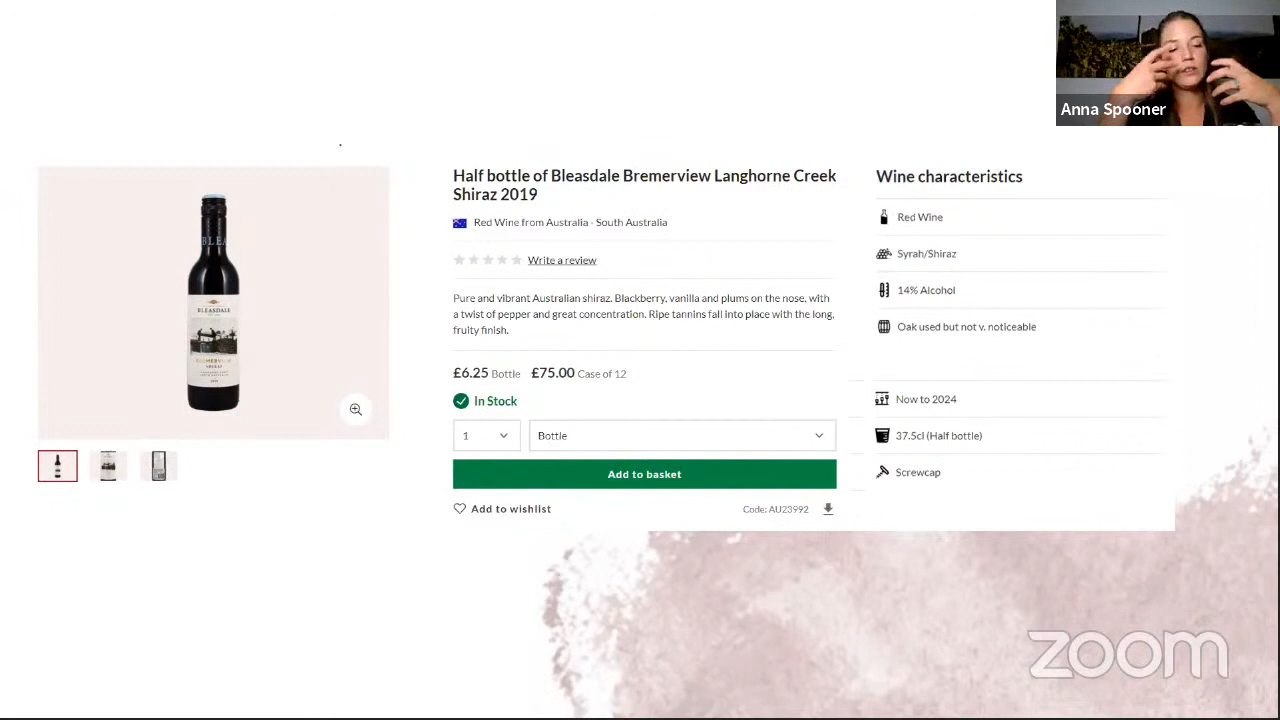 Anna Spooner
Half bottle of Bleasdale Bremerview Langhorne Creek
Shiraz 2019
Red Wine from Australia - South Australia
Write a review
Pure and vibrant Australian shiraz. Blackberry, vanilla and plums on the nose, with
a twist of pepper and great concentration. Ripe tannins fall into place with the long,
fruity finish.
£6.25 Bottle £75.00 Case of 12
In Stock
1 Bottle
Add to basket
Add to wishlist Code: AU23992
Wine characteristics
Red Wine
Syrah/Shiraz
14% Alcohol
Oak used but not v. noticeable
Now to 2024
37.5cl (Half bottle)
Screwcap
BLEA
BLEASDALE
BREMERVIEW
SHIRAZ
zoom